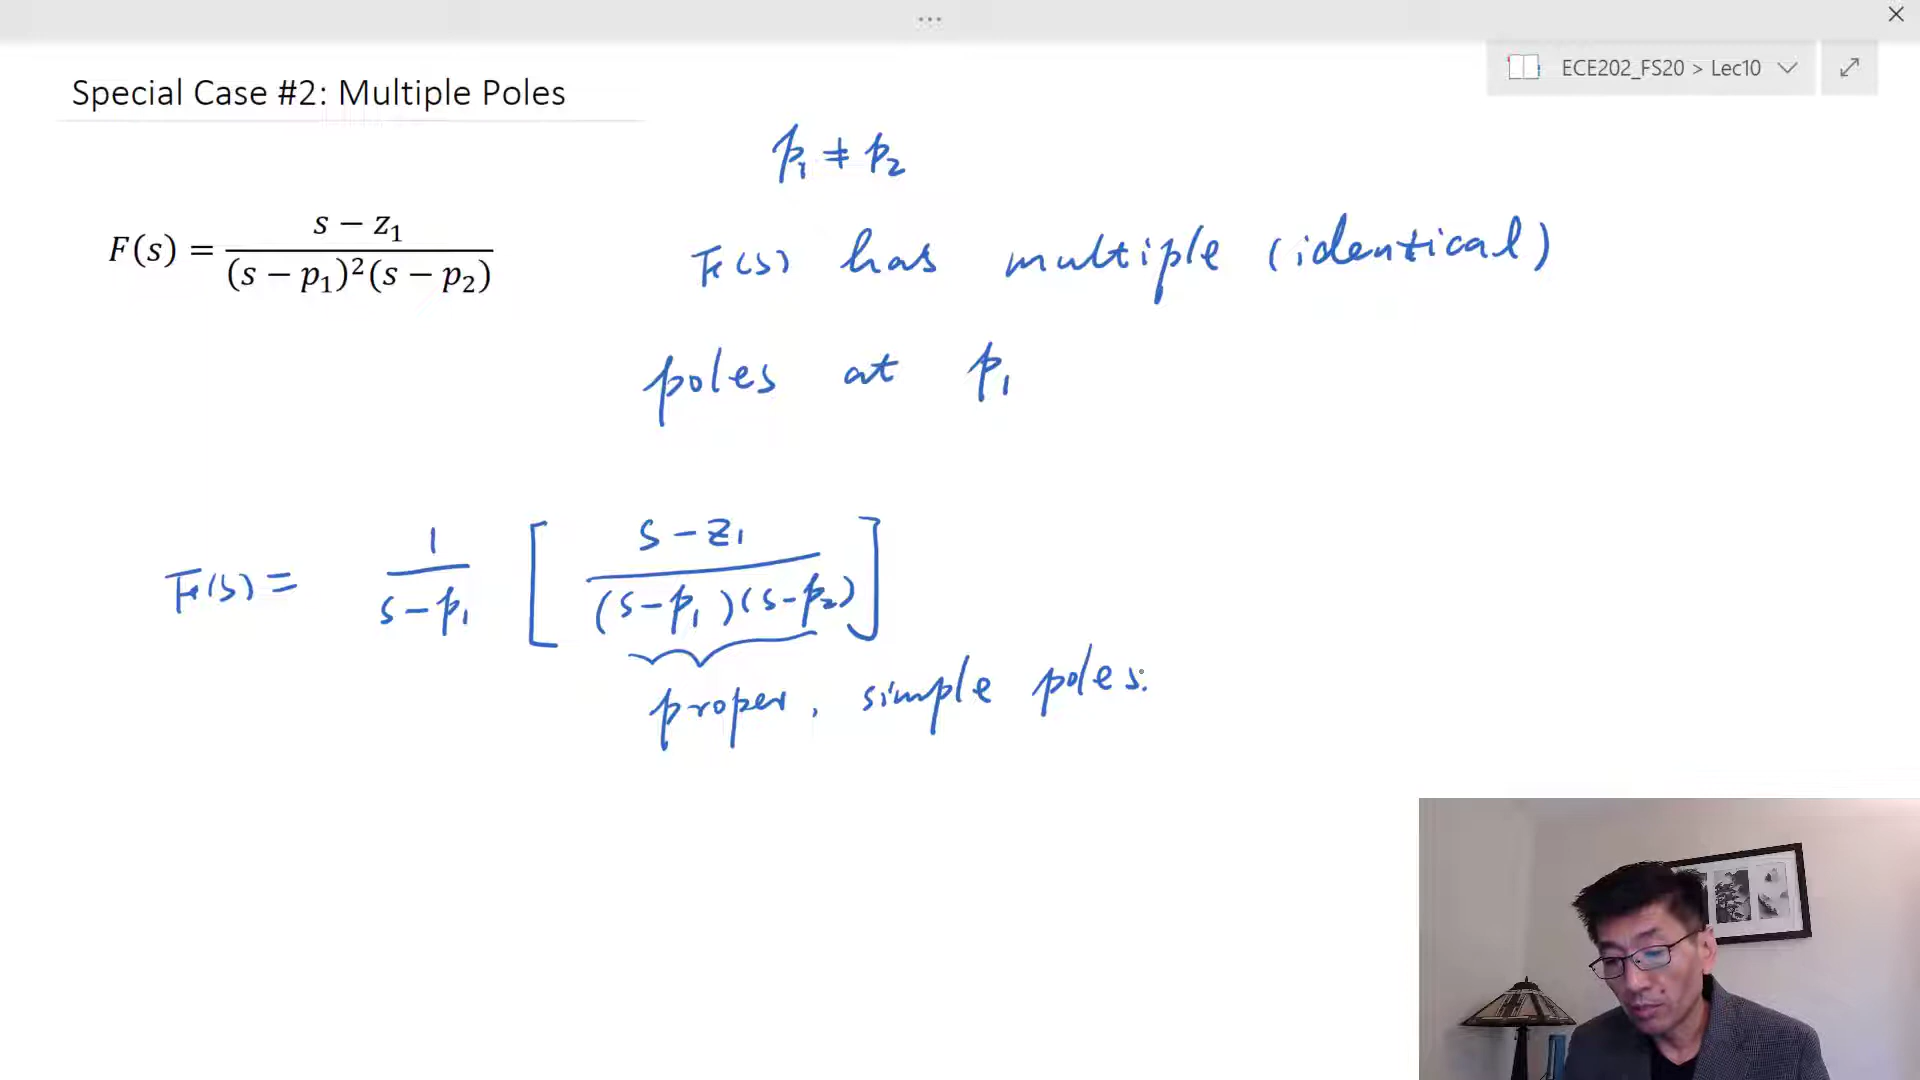 ECE202_FS20 > Lec10
Special Case #2: Multiple Poles
p₁ ≠ p₂
F(s) = (s − z₁) / ((s − p₁)²(s − p₂))
F(s) has multiple (identical)
poles at p₁
F(s) = 1/(s − p₁) [ (s − z₁) / ((s − p₁)(s − p₂)) ]
proper, simple poles.